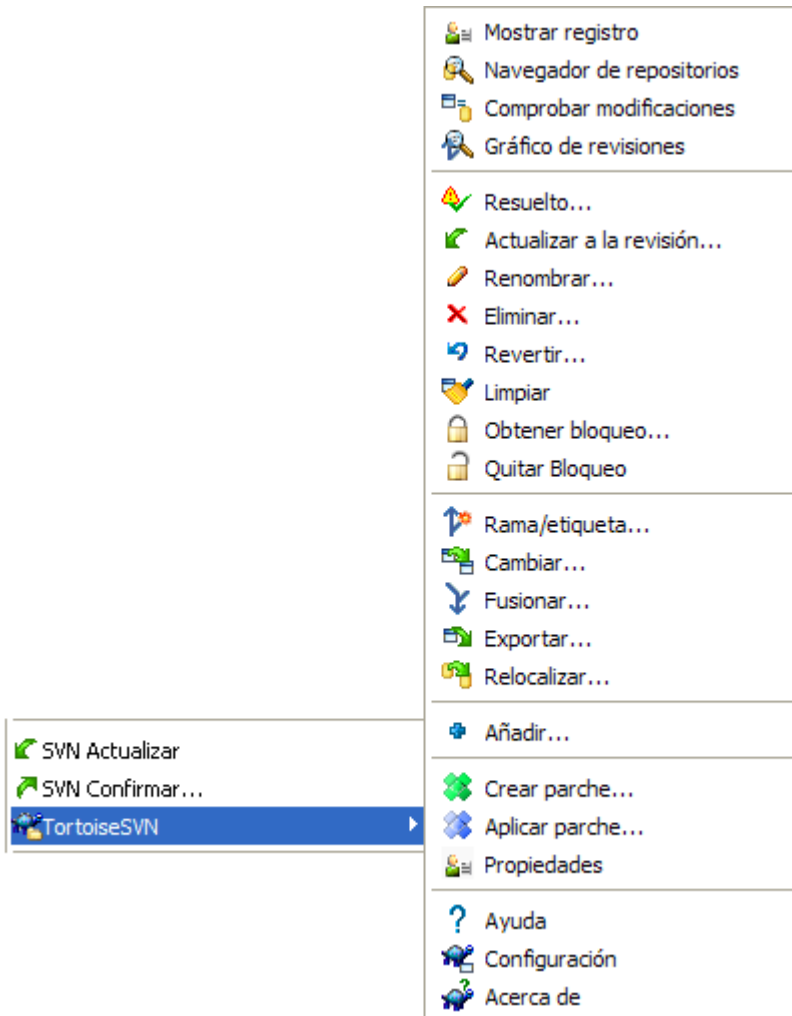 Mostrar registro
Navegador de repositorios
Comprobar modificaciones
Gráfico de revisiones
Resuelto...
Actualizar a la revisión...
Renombrar...
Eliminar...
Revertir...
Limpiar
Obtener bloqueo...
Quitar Bloqueo
Rama/etiqueta...
Cambiar...
Fusionar...
Exportar...
Relocalizar...
Añadir...
Crear parche...
Aplicar parche...
Propiedades
Ayuda
Configuración
Acerca de
SVN Actualizar
SVN Confirmar...
TortoiseSVN